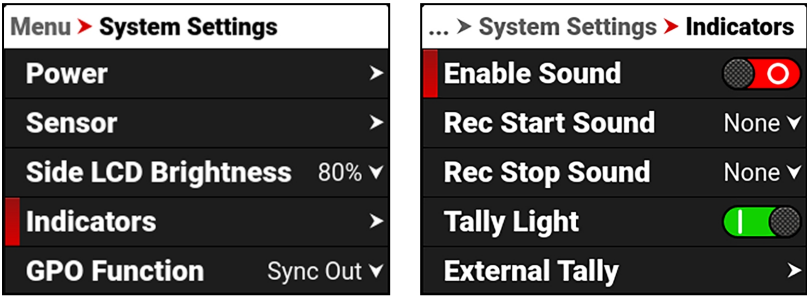 Menu > System Settings
Power
Sensor
Side LCD Brightness 80%
Indicators
GPO Function Sync Out
... > System Settings > Indicators
Enable Sound
Rec Start Sound None
Rec Stop Sound None
Tally Light
External Tally